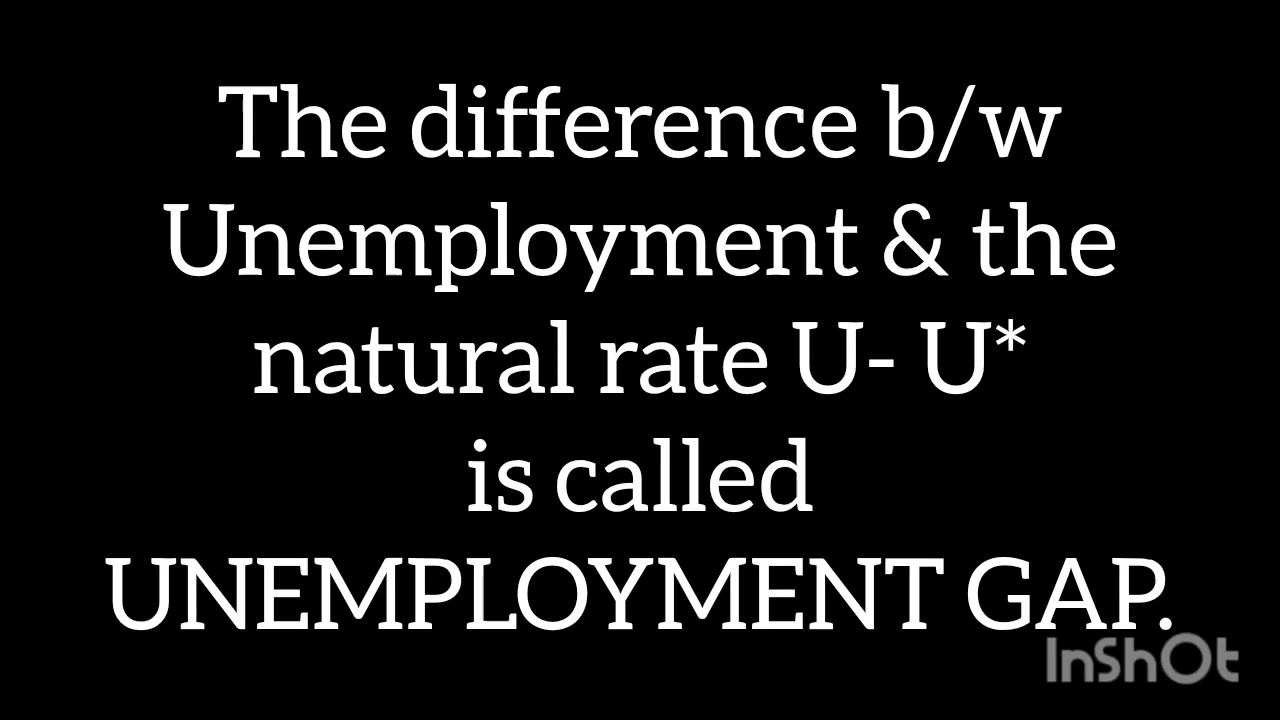 The difference b/w
Unemployment & the
natural rate U- U*
is called
UNEMPLOYMENT GAP.
InShOt